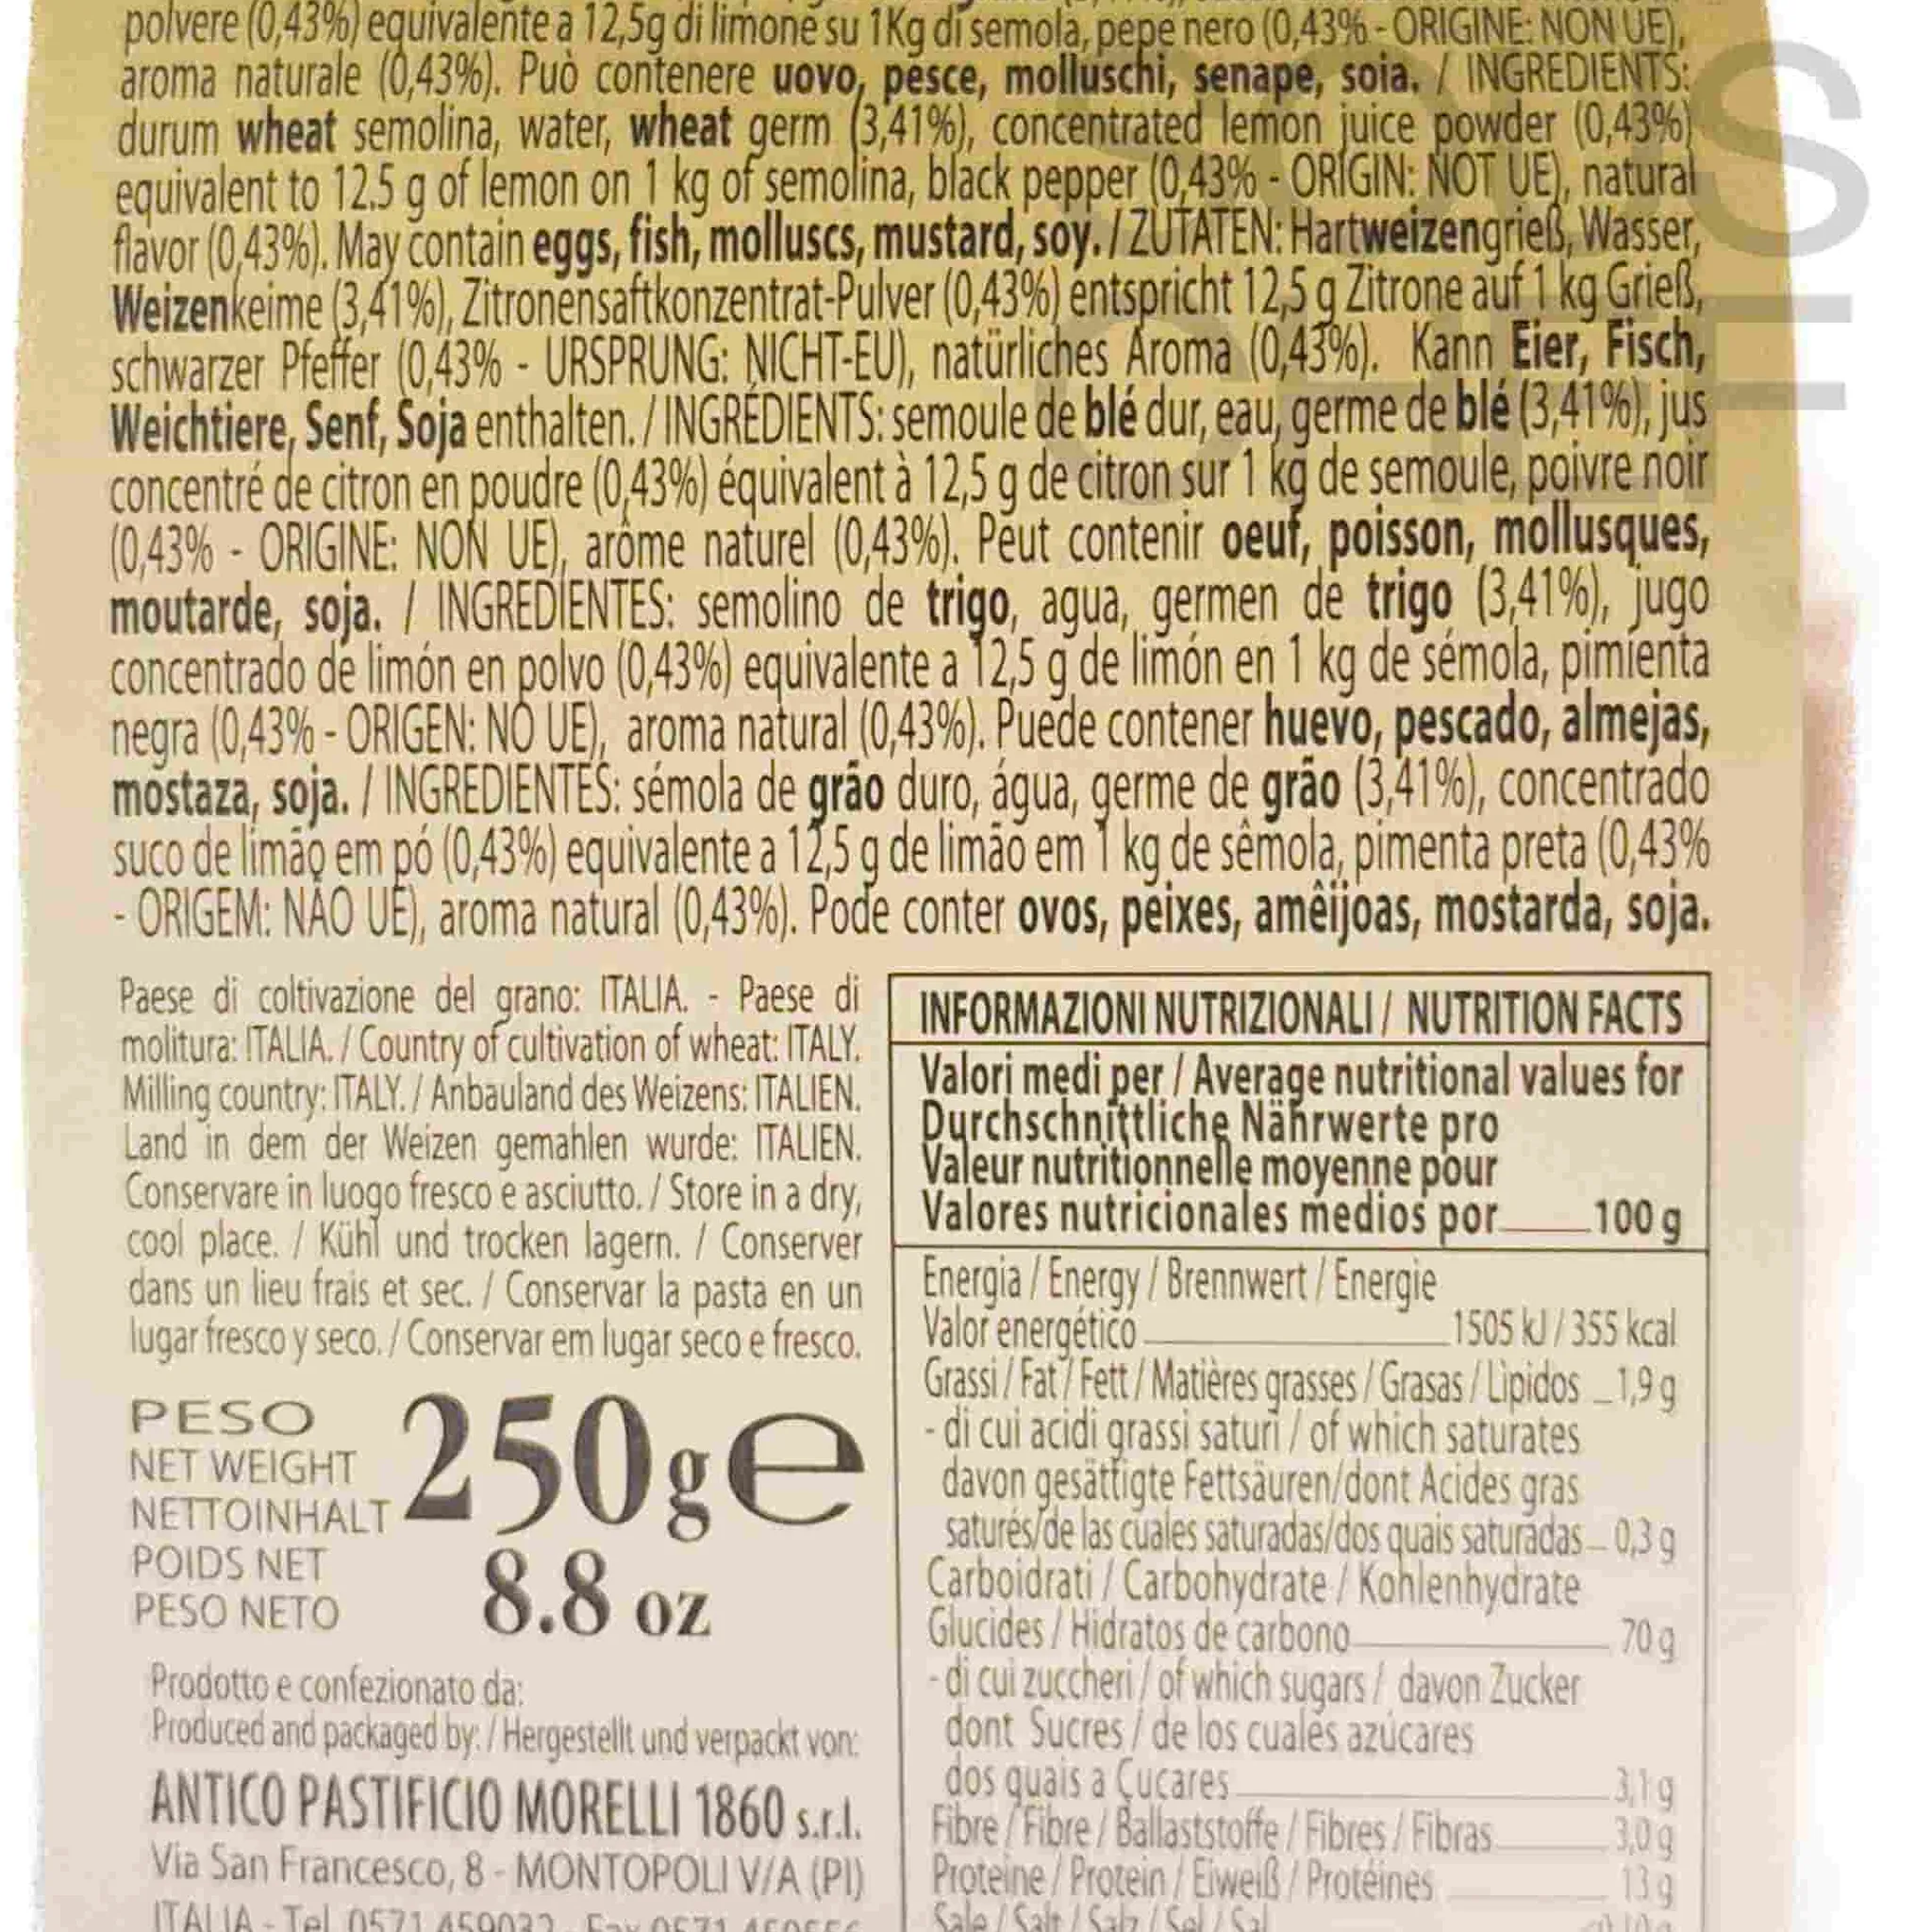 polvere (0,43%) equivalente a 12,5g di limone su 1Kg di semola, pepe nero (0,43% - ORIGINE: NON UE),
aroma naturale (0,43%). Può contenere uovo, pesce, molluschi, senape, soia. / INGREDIENTS:
durum wheat semolina, water, wheat germ (3,41%), concentrated lemon juice powder (0,43%)
equivalent to 12.5 g of lemon on 1 kg of semolina, black pepper (0,43% - ORIGIN: NOT UE), natural
flavor (0,43%). May contain eggs, fish, molluscs, mustard, soy. / ZUTATEN: Hartweizengrieß, Wasser,
Weizenkeime (3,41%), Zitronensaftkonzentrat-Pulver (0,43%) entspricht 12,5 g Zitrone auf 1 kg Grieß,
schwarzer Pfeffer (0,43% - URSPRUNG: NICHT-EU), natürliches Aroma (0,43%). Kann Eier, Fisch,
Weichtiere, Senf, Soja enthalten. / INGRÉDIENTS: semoule de blé dur, eau, germe de blé (3,41%), jus
concentré de citron en poudre (0,43%) équivalent à 12,5 g de citron sur 1 kg de semoule, poivre noir
(0,43% - ORIGINE: NON UE), arôme naturel (0,43%). Peut contenir oeuf, poisson, mollusques,
moutarde, soja. / INGREDIENTES: semolino de trigo, agua, germen de trigo (3,41%), jugo
concentrado de limón en polvo (0,43%) equivalente a 12,5 g de limón en 1 kg de sémola, pimienta
negra (0,43% - ORIGEN: NO UE), aroma natural (0,43%). Puede contener huevo, pescado, almejas,
mostaza, soja. / INGREDIENTES: sémola de grão duro, água, germe de grão (3,41%), concentrado
suco de limão em pó (0,43%) equivalente a 12,5 g de limão em 1 kg de sêmola, pimenta preta (0,43%
- ORIGEM: NÃO UE), aroma natural (0,43%). Pode conter ovos, peixes, amêijoas, mostarda, soja.
Paese di coltivazione del grano: ITALIA. - Paese di
molitura: ITALIA. / Country of cultivation of wheat: ITALY.
Milling country: ITALY. / Anbauland des Weizens: ITALIEN.
Land in dem der Weizen gemahlen wurde: ITALIEN.
Conservare in luogo fresco e asciutto. / Store in a dry,
cool place. / Kühl und trocken lagern. / Conserver
dans un lieu frais et sec. / Conservar la pasta en un
lugar fresco y seco. / Conservar em lugar seco e fresco.
PESO
NET WEIGHT
NETTOINHALT
POIDS NET
PESO NETO
250g e
8.8 oz
Prodotto e confezionato da:
Produced and packaged by: / Hergestellt und verpackt von:
ANTICO PASTIFICIO MORELLI 1860 s.r.l.
Via San Francesco, 8 - MONTOPOLI V/A (PI)
ITALIA - Tel. 0571 459032 - Fax 0571
INFORMAZIONI NUTRIZIONALI / NUTRITION FACTS
Valori medi per / Average nutritional values for
Durchschnittliche Nährwerte pro
Valeur nutritionnelle moyenne pour
Valores nutricionales medios por 100 g
Energia / Energy / Brennwert / Energie
Valor energético 1505 kJ / 355 kcal
Grassi / Fat / Fett / Matières grasses / Grasas / Lìpidos 1,9 g
- di cui acidi grassi saturi / of which saturates
davon gesättigte Fettsäuren/dont Acides gras
saturés/de las cuales saturadas/dos quais saturadas 0,3 g
Carboidrati / Carbohydrate / Kohlenhydrate
Glucides / Hidratos de carbono 70 g
- di cui zuccheri / of which sugars / davon Zucker
dont Sucres / de los cuales azúcares
dos quais a Çucares 3,1 g
Fibre / Fibre / Ballaststoffe / Fibres / Fibras 3,0 g
Proteine / Protein / Eiweiß / Protéines 13 g
Sale / Salt / Salz / Sel / Sal